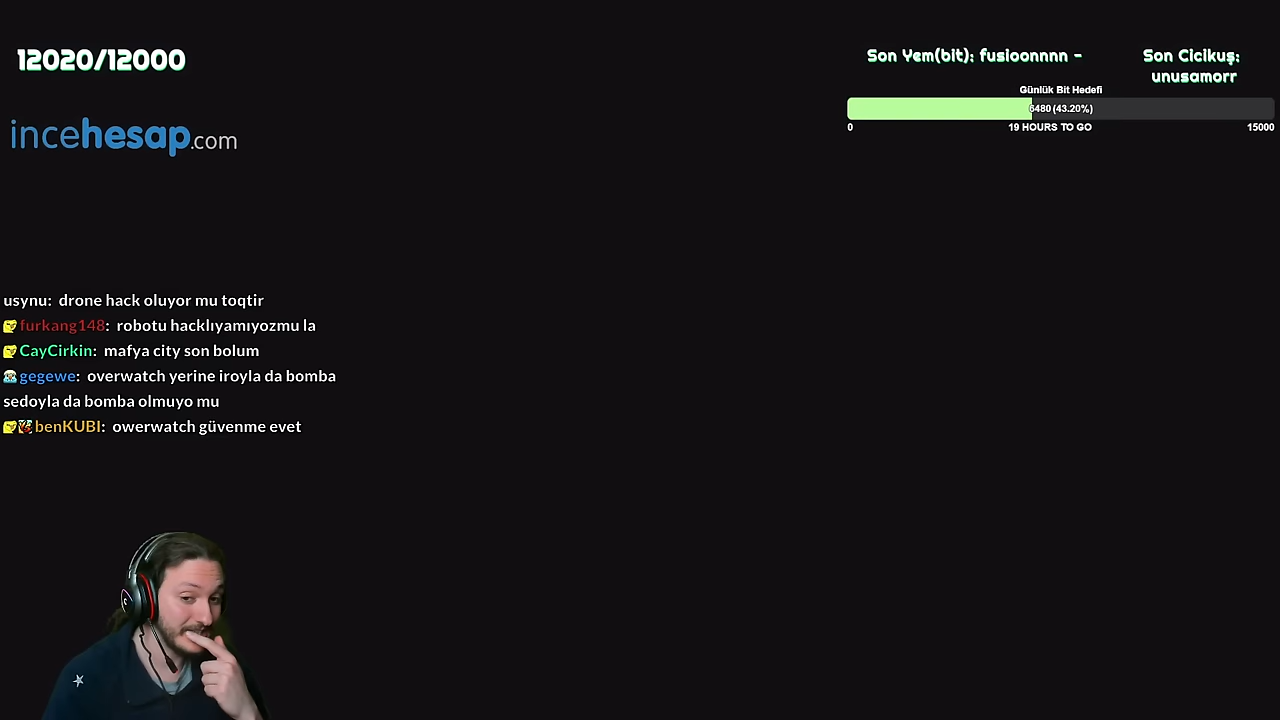 12020/12000
Son Yem(bit): fusioonnnn -
Son Cicikuş:
unusamorr
Günlük Bit Hedefi
6480 (43.20%)
0
19 HOURS TO GO
15000
incehesap.com
usynu: drone hack oluyor mu toqtir
furkang148: robotu hacklıyamıyozmu la
CayCirkin: mafya city son bolum
gegewe: overwatch yerine iroyla da bomba
sedoyla da bomba olmuyo mu
benKUBI: owerwatch güvenme evet